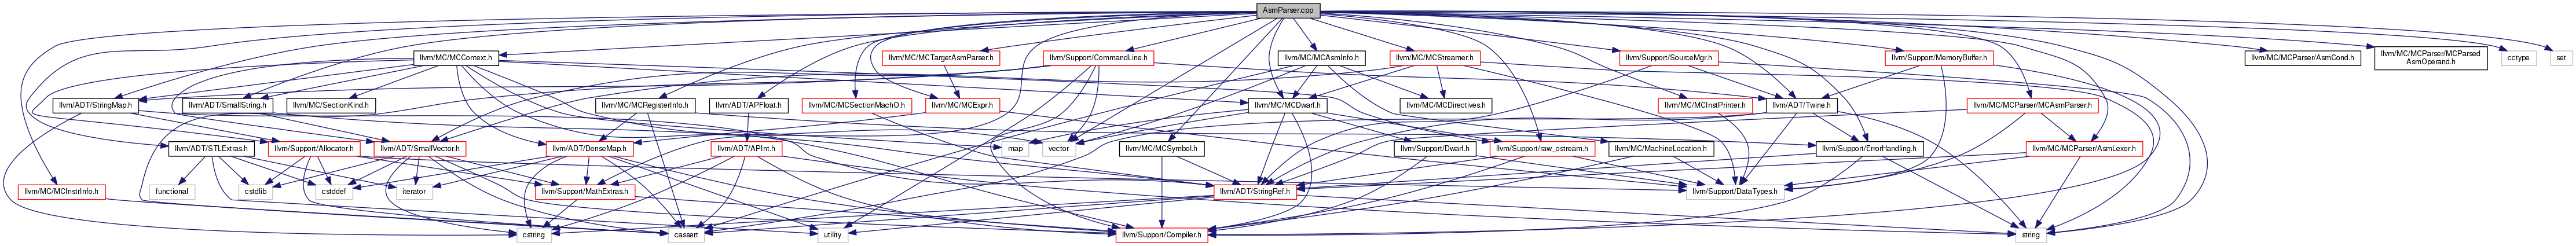 AsmParser.cpp
llvm/MC/MCContext.h
llvm/MC/MCTargetAsmParser.h
llvm/Support/CommandLine.h
llvm/MC/MCAsmInfo.h
llvm/MC/MCStreamer.h
llvm/Support/SourceMgr.h
llvm/Support/MemoryBuffer.h
llvm/MC/MCParser/AsmCond.h
llvm/MC/MCParser/MCParsed
AsmOperand.h
cctype
set
llvm/ADT/StringMap.h
llvm/ADT/SmallString.h
llvm/MC/SectionKind.h
llvm/MC/MCRegisterInfo.h
llvm/ADT/APFloat.h
llvm/MC/MCSectionMachO.h
llvm/MC/MCExpr.h
llvm/MC/MCDwarf.h
llvm/MC/MCDirectives.h
llvm/MC/MCInstPrinter.h
llvm/ADT/Twine.h
llvm/MC/MCParser/MCAsmParser.h
llvm/ADT/STLExtras.h
llvm/Support/Allocator.h
llvm/ADT/SmallVector.h
llvm/ADT/DenseMap.h
llvm/ADT/APInt.h
map
vector
llvm/MC/MCSymbol.h
llvm/Support/Dwarf.h
llvm/Support/raw_ostream.h
llvm/MC/MachineLocation.h
llvm/Support/ErrorHandling.h
llvm/MC/MCParser/AsmLexer.h
llvm/MC/MCInstrInfo.h
functional
cstdlib
cstddef
iterator
llvm/Support/MathExtras.h
llvm/ADT/StringRef.h
llvm/Support/DataTypes.h
cstring
cassert
utility
llvm/Support/Compiler.h
string